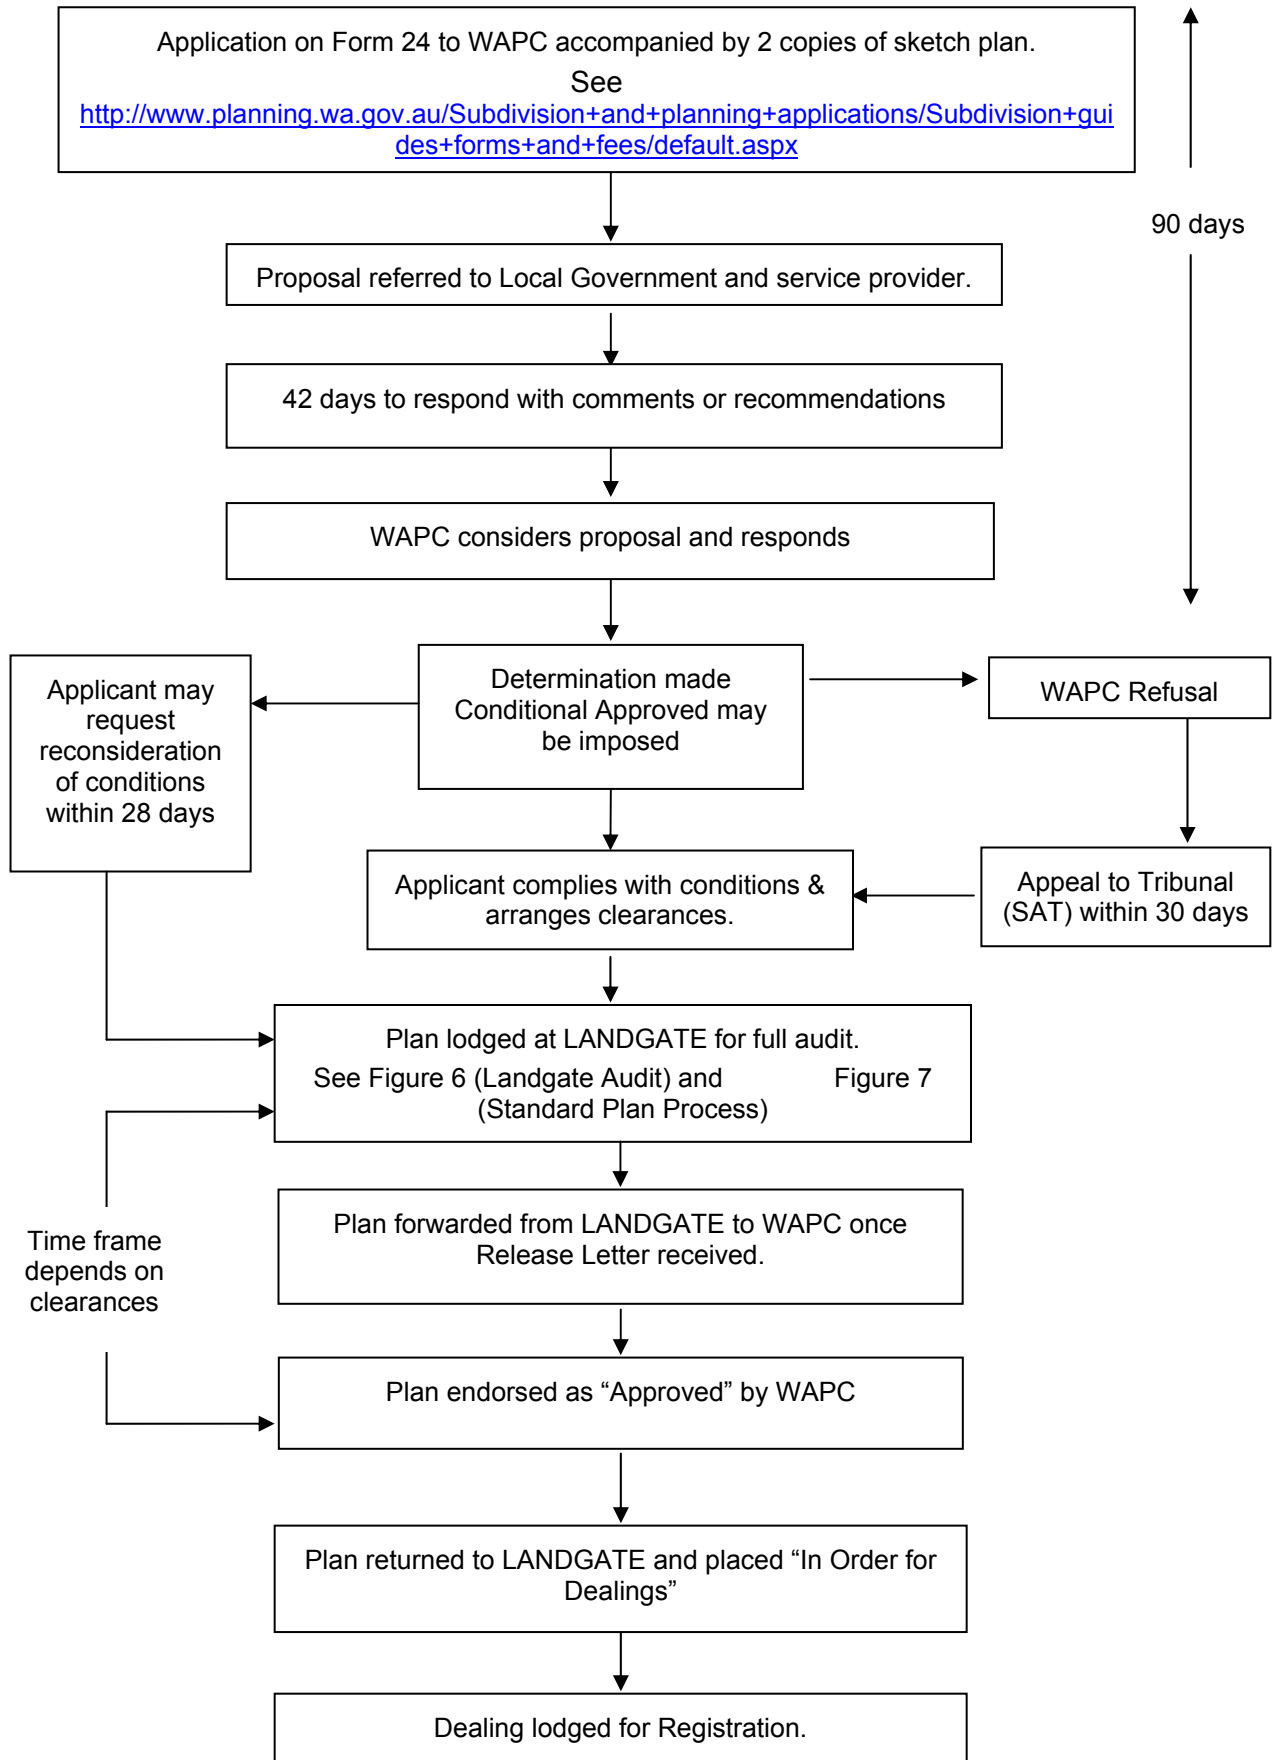 Application on Form 24 to WAPC accompanied by 2 copies of sketch plan.
See
http://www.planning.wa.gov.au/Subdivision+and+planning+applications/Subdivision+gui
des+forms+and+fees/default.aspx
90 days
Proposal referred to Local Government and service provider.
42 days to respond with comments or recommendations
WAPC considers proposal and responds
Applicant may
request
reconsideration
of conditions
within 28 days
Determination made
Conditional Approved may
be imposed
WAPC Refusal
Applicant complies with conditions &
arranges clearances.
Appeal to Tribunal
(SAT) within 30 days
Plan lodged at LANDGATE for full audit.
See Figure 6 (Landgate Audit) and Figure 7
(Standard Plan Process)
Time frame
depends on
clearances
Plan forwarded from LANDGATE to WAPC once
Release Letter received.
Plan endorsed as “Approved” by WAPC
Plan returned to LANDGATE and placed “In Order for
Dealings”
Dealing lodged for Registration.